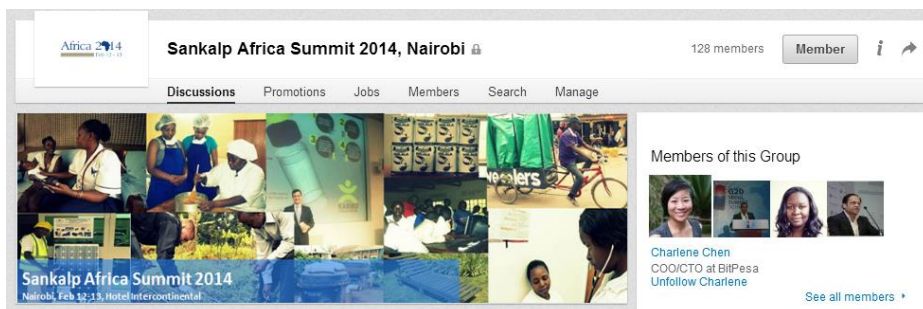 Africa 2014
Sankalp Africa Summit 2014, Nairobi
128 members
Member
i
Discussions
Promotions
Jobs
Members
Search
Manage
Sankalp Africa Summit 2014
Nairobi, Feb 12-13, Hotel Intercontinental
Members of this Group
Charlene Chen
COO/CTO at BitPesa
Unfollow Charlene
See all members